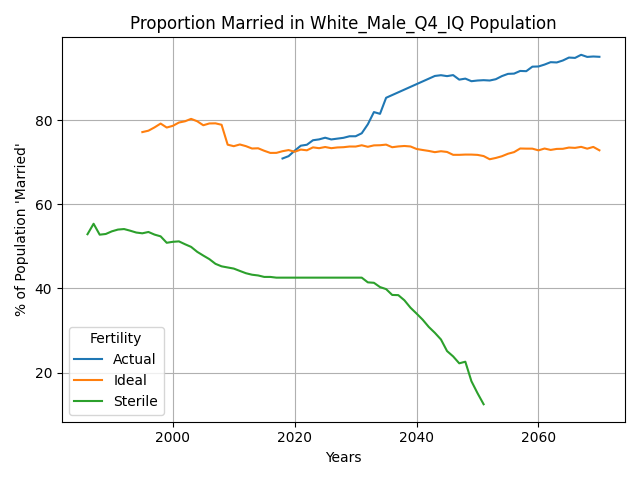 Proportion Married in White_Male_Q4_IQ Population
% of Population 'Married'
80
60
40
20
Fertility
Actual
Ideal
Sterile
2000 2020 2040 2060
Years